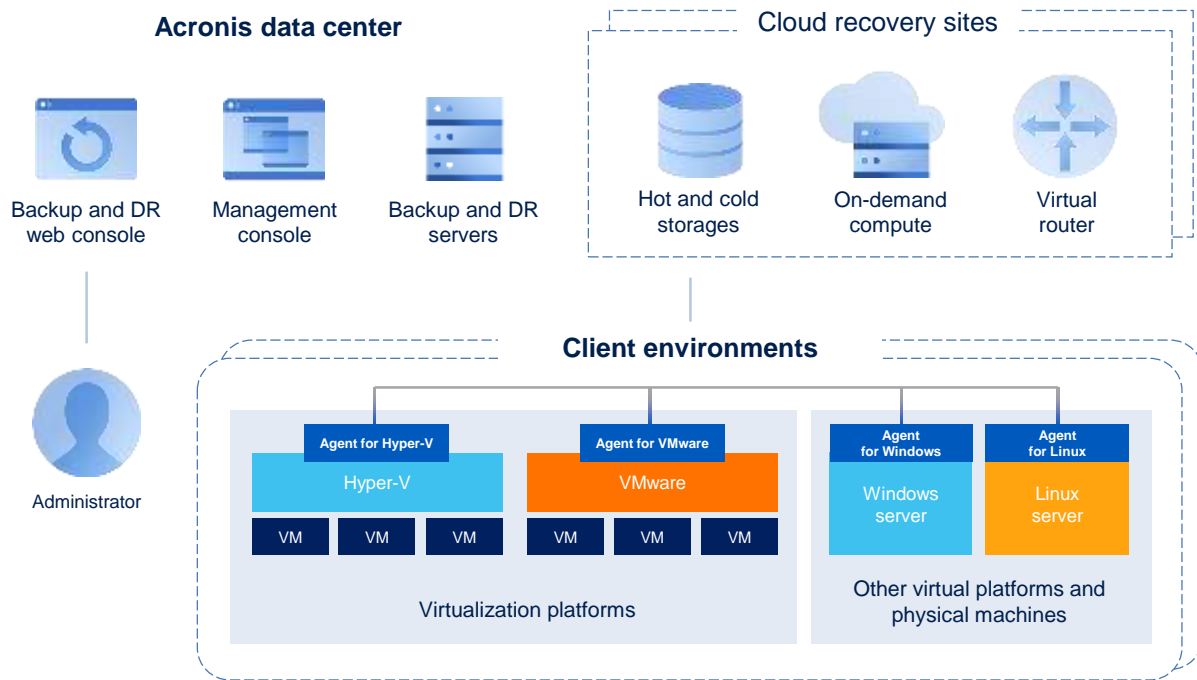 Acronis data center
Cloud recovery sites
Backup and DR
web console
Management
console
Backup and DR
servers
Hot and cold
storages
On-demand
compute
Virtual
router
Administrator
Client environments
Agent for Hyper-V
Hyper-V
VM
VM
VM
Agent for VMware
VMware
VM
VM
VM
Virtualization platforms
Agent
for Windows
Windows
server
Agent
for Linux
Linux
server
Other virtual platforms and
physical machines